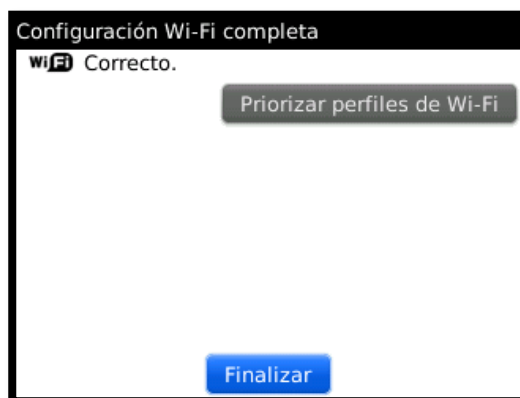 Configuración Wi-Fi completa
WiFi Correcto.
Priorizar perfiles de Wi-Fi
Finalizar